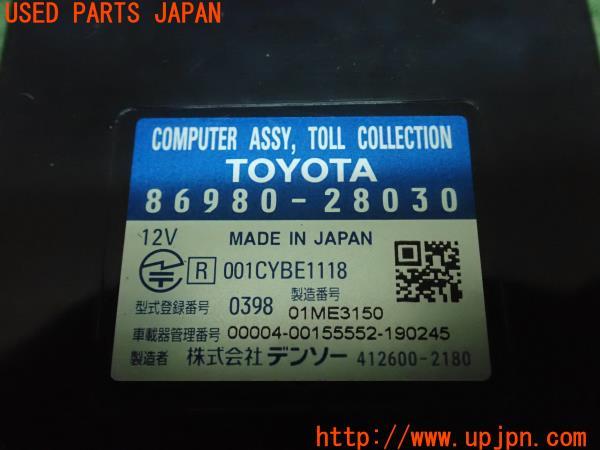 USED PARTS JAPAN
COMPUTER ASSY, TOLL COLLECTION
TOYOTA
86980-28030
12V MADE IN JAPAN
R 001CYBE1118
型式登録番号 0398 製造番号 01ME3150
車載器管理番号 00004-00155552-190245
製造者 株式会社 デンソー 412600-2180
http://www.upjpn.com/